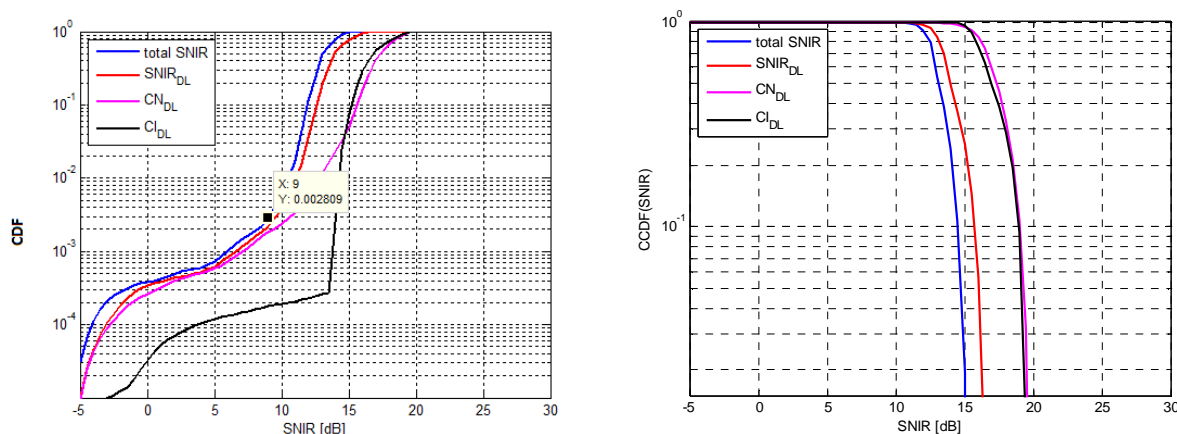 10^0
10^-1
10^-2
10^-3
10^-4
CDF
total SNIR
SNIR_DL
CN_DL
CI_DL
X: 9
Y: 0.002809
-5 0 5 10 15 20 25 30
SNIR [dB]
10^0
10^-1
CCDF(SNIR)
total SNIR
SNIR_DL
CN_DL
CI_DL
-5 0 5 10 15 20 25 30
SNIR [dB]